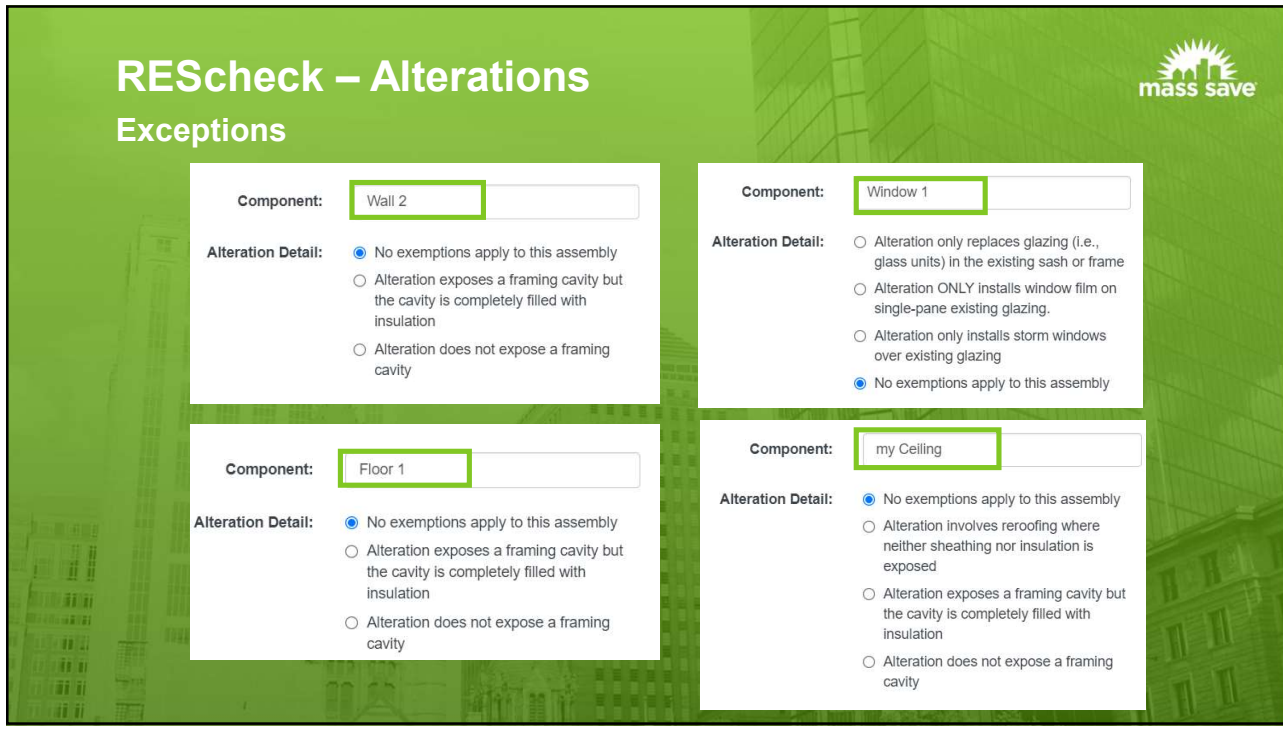 REScheck – Alterations
Exceptions
mass save
Component:
Wall 2
Alteration Detail:
No exemptions apply to this assembly
Alteration exposes a framing cavity but
the cavity is completely filled with
insulation
Alteration does not expose a framing
cavity
Component:
Window 1
Alteration Detail:
Alteration only replaces glazing (i.e.,
glass units) in the existing sash or frame
Alteration ONLY installs window film on
single-pane existing glazing.
Alteration only installs storm windows
over existing glazing
No exemptions apply to this assembly
Component:
Floor 1
Alteration Detail:
No exemptions apply to this assembly
Alteration exposes a framing cavity but
the cavity is completely filled with
insulation
Alteration does not expose a framing
cavity
Component:
my Ceiling
Alteration Detail:
No exemptions apply to this assembly
Alteration involves reroofing where
neither sheathing nor insulation is
exposed
Alteration exposes a framing cavity but
the cavity is completely filled with
insulation
Alteration does not expose a framing
cavity